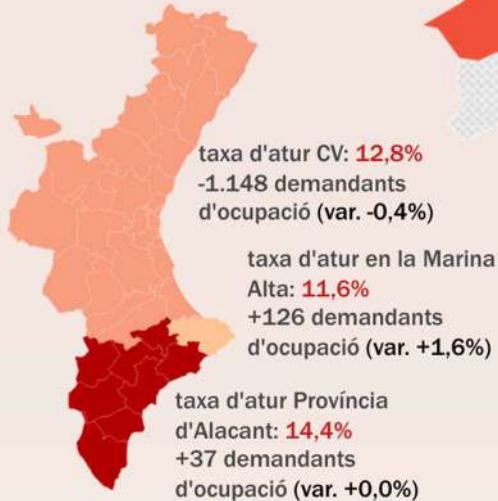 taxa d'atur CV: 12,8%
-1.148 demandants
d'ocupació (var. -0,4%)
taxa d'atur en la Marina
Alta: 11,6%
+126 demandants
d'ocupació (var. +1,6%)
taxa d'atur Província
d'Alacant: 14,4%
+37 demandants
d'ocupació (var. +0,0%)